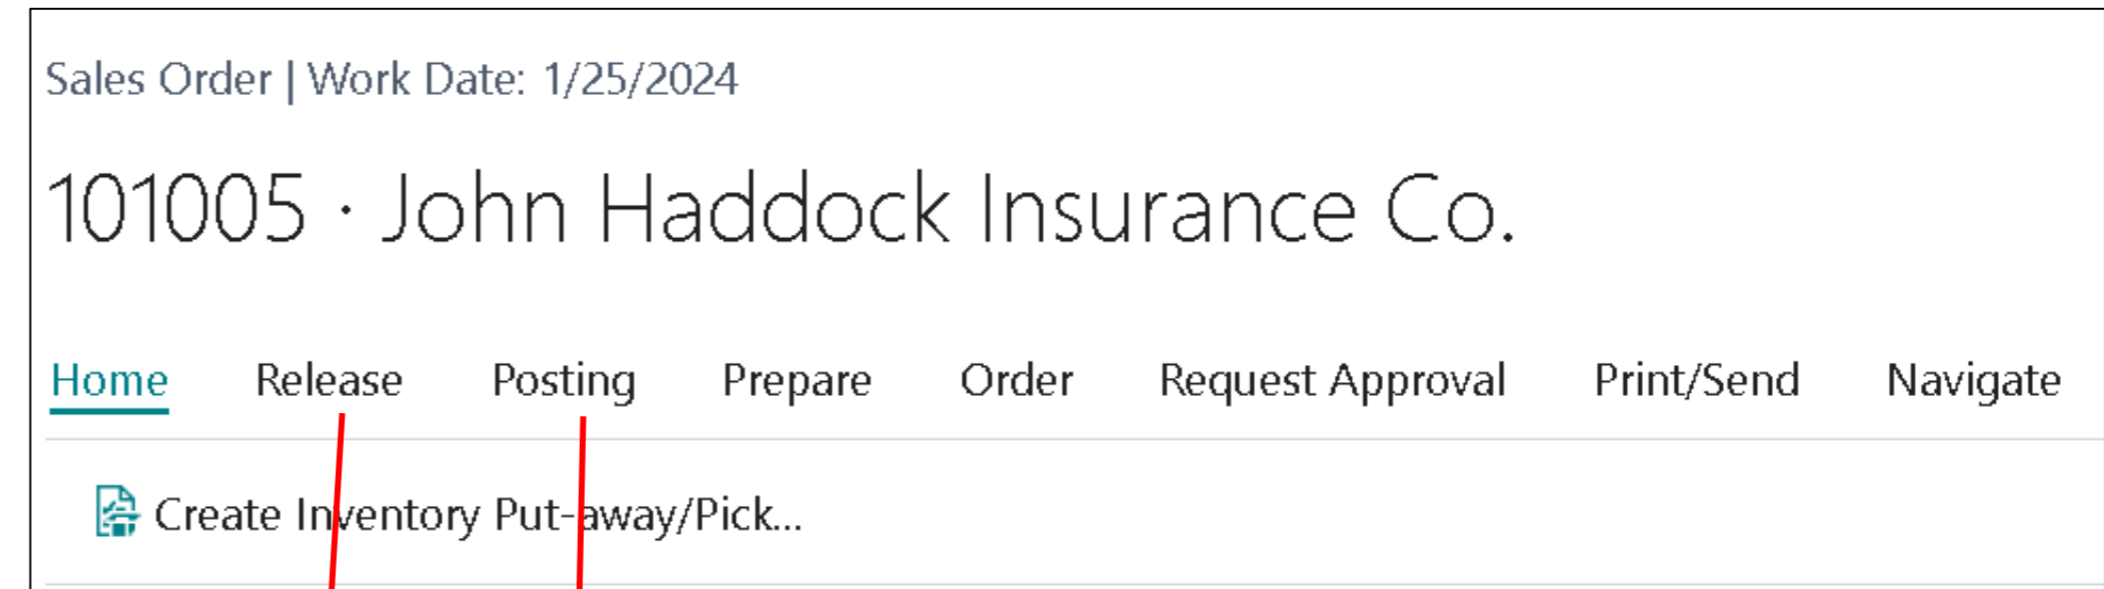 Sales Order | Work Date: 1/25/2024
101005 · John Haddock Insurance Co.
Home Release Posting Prepare Order Request Approval Print/Send Navigate
Create Inventory Put-away/Pick...